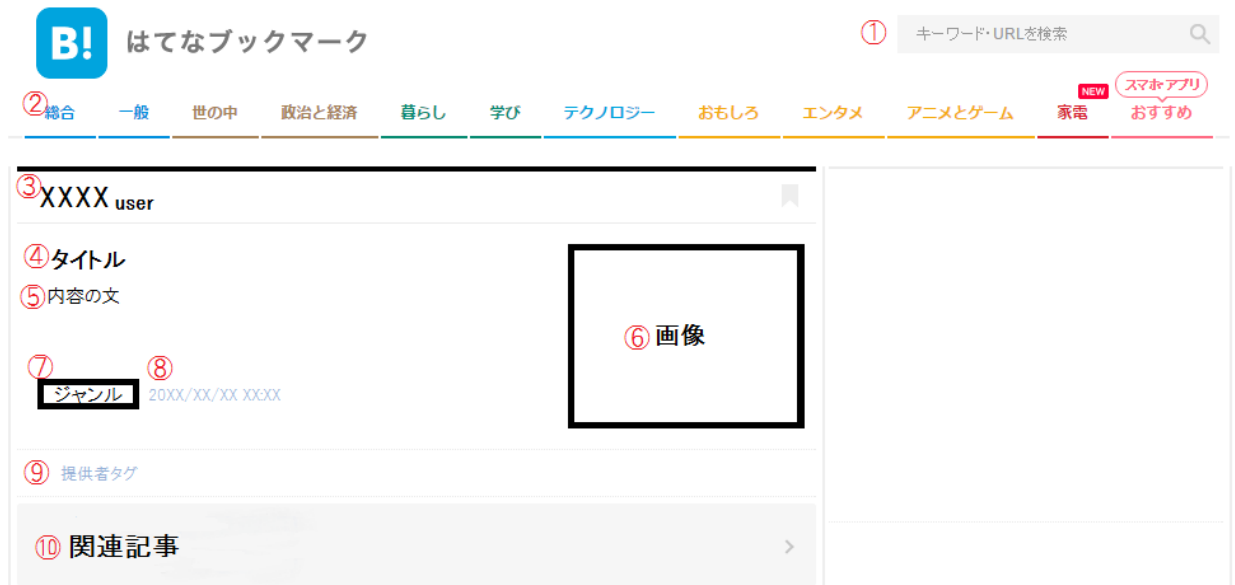 B! はてなブックマーク
① キーワード・URLを検索
スマホアプリ
NEW
②総合 一般 世の中 政治と経済 暮らし 学び テクノロジー おもしろ エンタメ アニメとゲーム 家電 おすすめ
③XXXX user
④タイトル
⑤内容の文
⑥画像
⑦ ⑧
ジャンル 20XX/XX/XX XX:XX
⑨ 提供者タグ
⑩関連記事